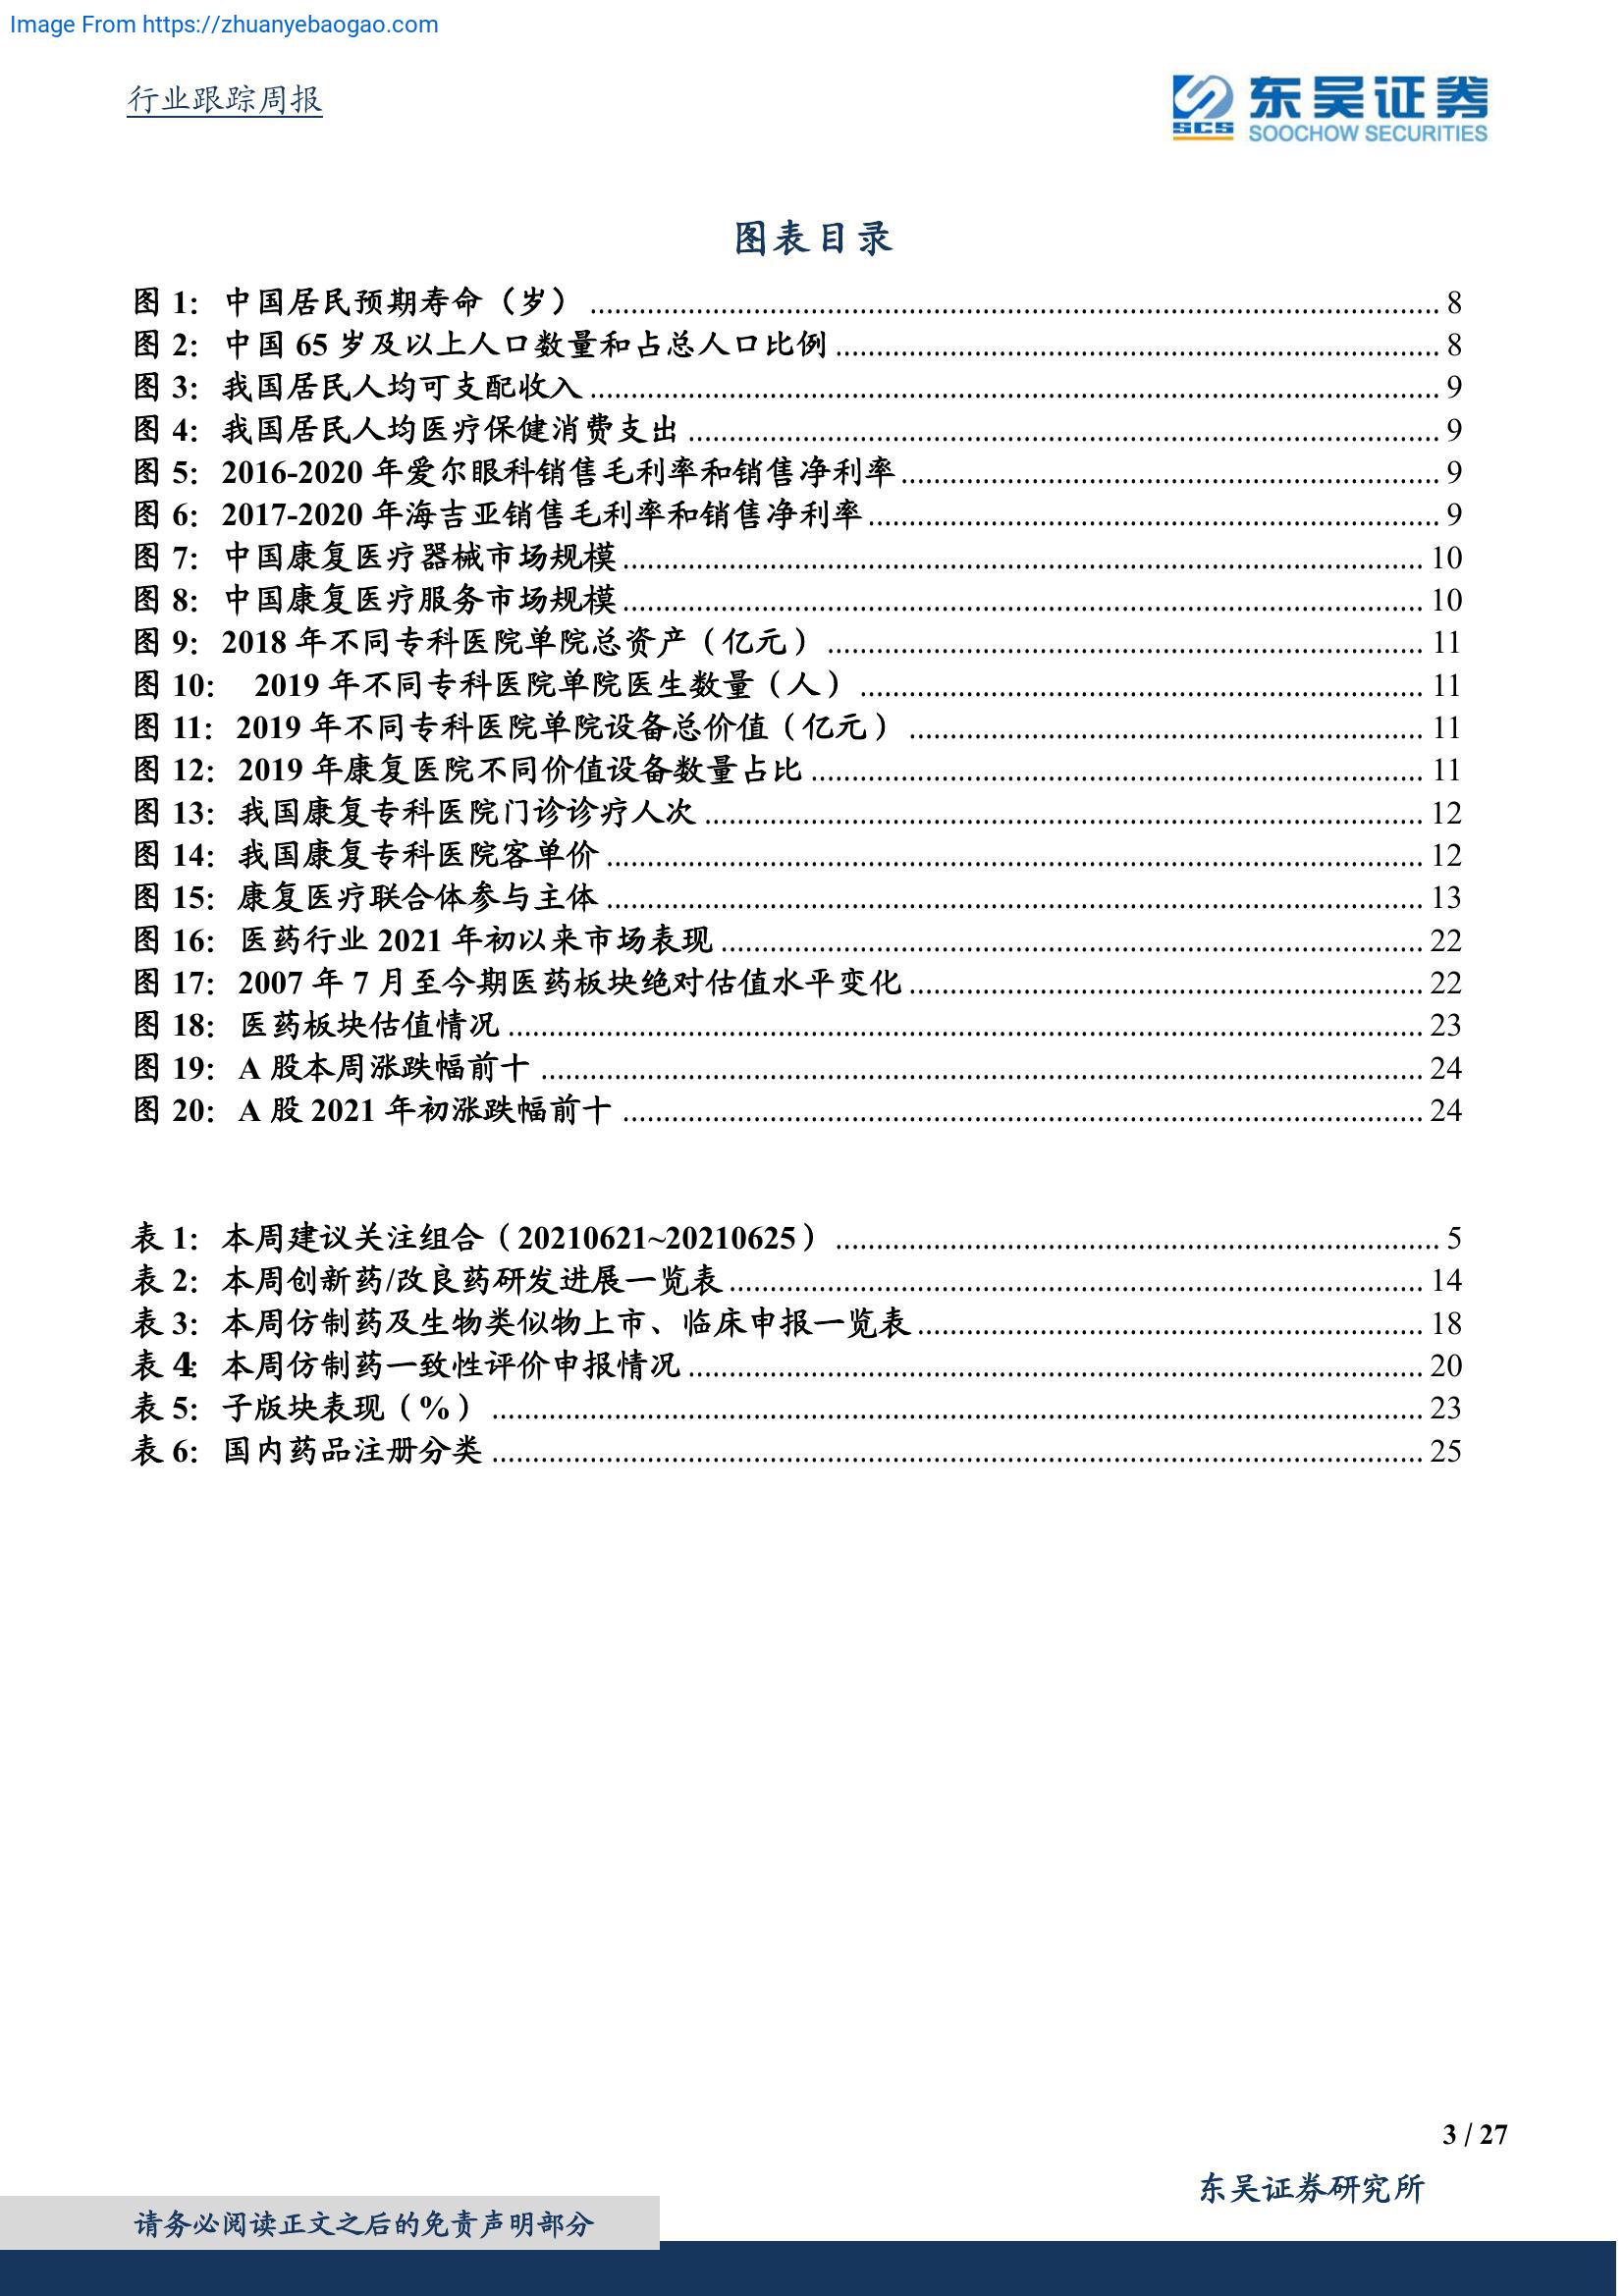 Image From https://zhuanyebaogao.com
行业跟踪周报
东吴证券
SCS
SOOCHOW SECURITIES
图表目录
图 1: 中国居民预期寿命（岁） ........ 8
图 2: 中国 65 岁及以上人口数量和占总人口比例 ........ 8
图 3: 我国居民人均可支配收入 ........ 9
图 4: 我国居民人均医疗保健消费支出 ........ 9
图 5: 2016-2020 年爱尔眼科销售毛利率和销售净利率 ........ 9
图 6: 2017-2020 年海吉亚销售毛利率和销售净利率 ........ 9
图 7: 中国康复医疗器械市场规模 ........ 10
图 8: 中国康复医疗服务市场规模 ........ 10
图 9: 2018 年不同专科医院单院总资产（亿元） ........ 11
图 10: 2019 年不同专科医院单院医生数量（人） ........ 11
图 11: 2019 年不同专科医院单院设备总价值（亿元） ........ 11
图 12: 2019 年康复医院不同价值设备数量占比 ........ 11
图 13: 我国康复专科医院门诊诊疗人次 ........ 12
图 14: 我国康复专科医院客单价 ........ 12
图 15: 康复医疗联合体参与主体 ........ 13
图 16: 医药行业 2021 年初以来市场表现 ........ 22
图 17: 2007 年 7 月至今期医药板块绝对估值水平变化 ........ 22
图 18: 医药板块估值情况 ........ 23
图 19: A 股本周涨跌幅前十 ........ 24
图 20: A 股 2021 年初涨跌幅前十 ........ 24
表 1: 本周建议关注组合（20210621~20210625） ........ 5
表 2: 本周创新药/改良药研发进展一览表 ........ 14
表 3: 本周仿制药及生物类似物上市、临床申报一览表 ........ 18
表 4: 本周仿制药一致性评价申报情况 ........ 20
表 5: 子版块表现（%） ........ 23
表 6: 国内药品注册分类 ........ 25
3 / 27
东吴证券研究所
请务必阅读正文之后的免责声明部分